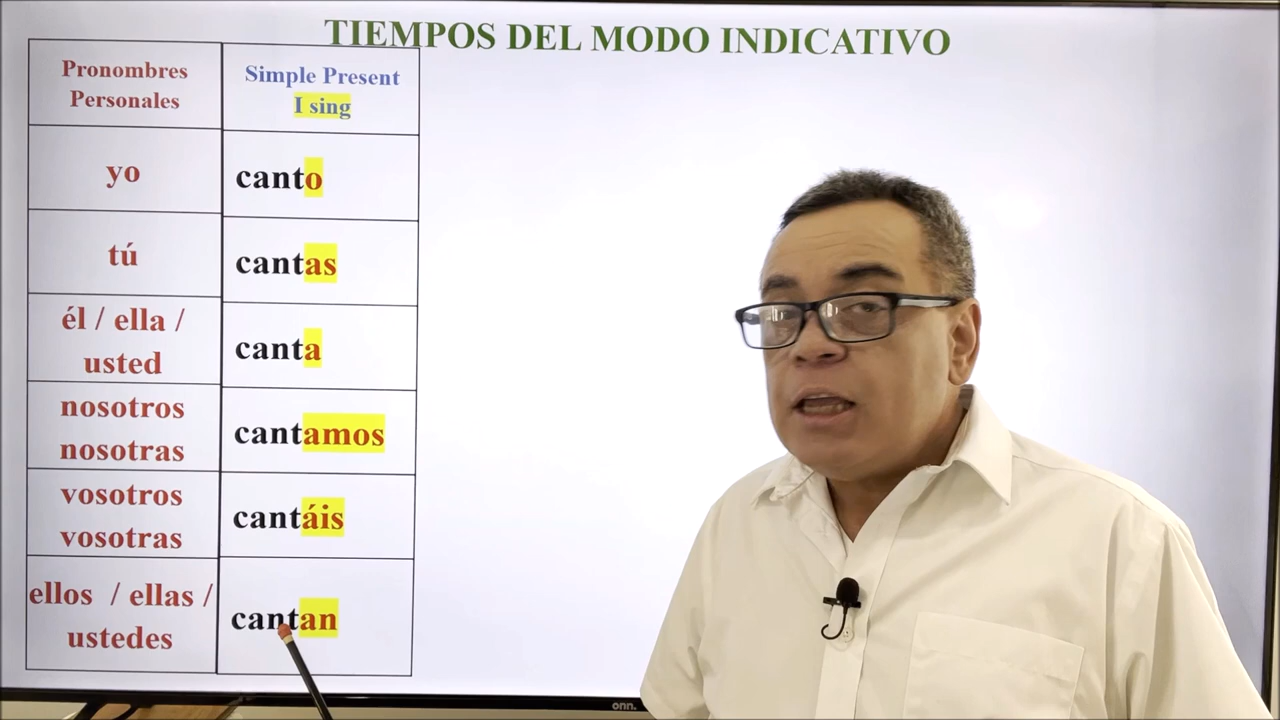 TIEMPOS DEL MODO INDICATIVO
Pronombres
Personales
Simple Present
I sing
yo
canto
tú
cantas
él / ella /
usted
canta
nosotros
nosotras
cantamos
vosotros
vosotras
cantáis
ellos / ellas /
ustedes
cantan
onn.